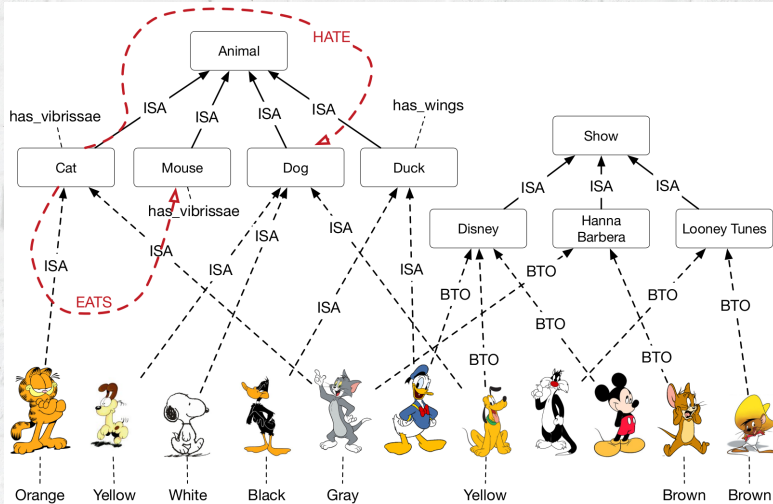 HATE
Animal
has_vibrissae
ISA
ISA
ISA
ISA
has_wings
Show
Cat
Mouse
Dog
Duck
ISA
ISA
ISA
has_vibrissae
Disney
Hanna
Barbera
Looney Tunes
ISA
ISA
ISA
ISA
ISA
ISA
BTO
EATS
ISA
BTO
BTO
BTO
BTO
BTO
Orange
Yellow
White
Black
Gray
Yellow
Brown
Brown